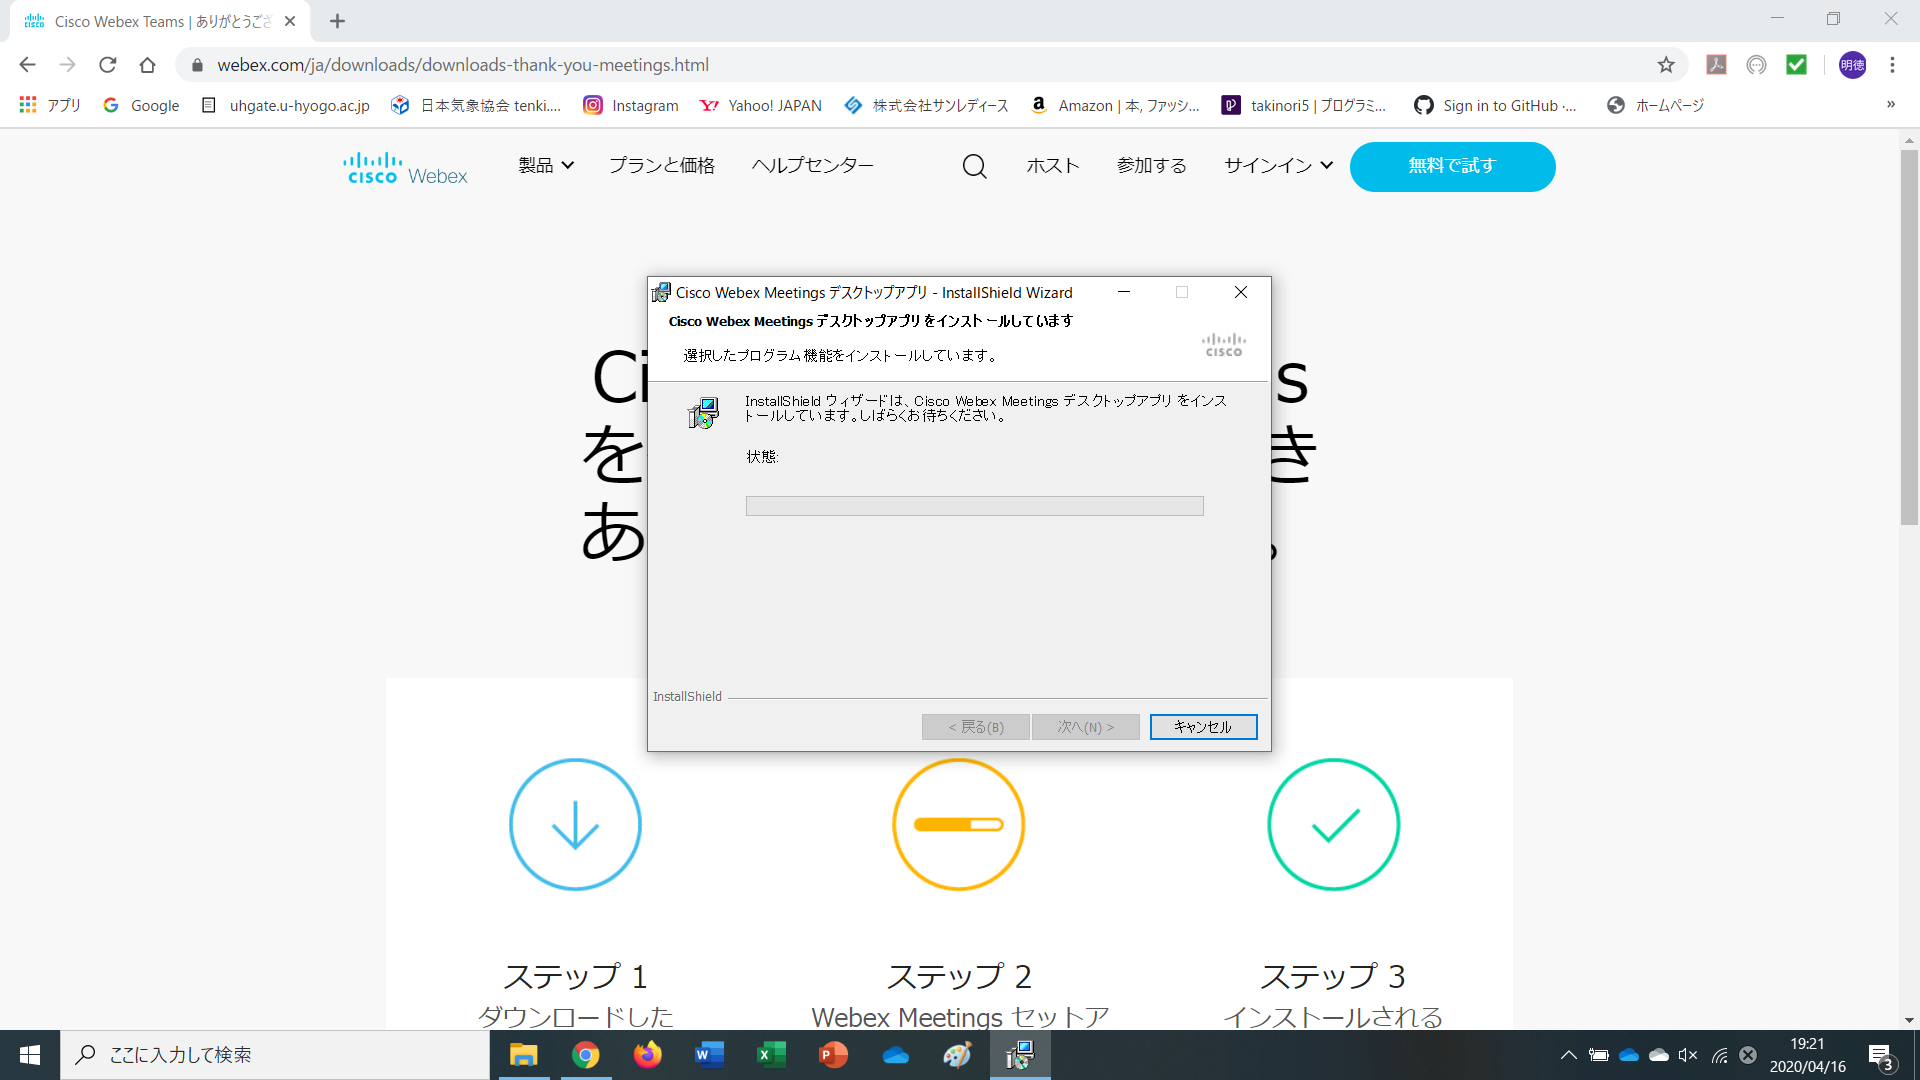 Cisco Webex Teams | ありがとうござ
webex.com/ja/downloads/downloads-thank-you-meetings.html
明徳
アプリ
Google
uhgate.u-hyogo.ac.jp
日本気象協会 tenki....
Instagram
Yahoo! JAPAN
株式会社サンレディース
Amazon | 本, ファッシ...
takinori5 | プログラミ...
Sign in to GitHub ·...
ホームページ
»
CISCO Webex
製品
プランと価格
ヘルプセンター
ホスト
参加する
サインイン
無料で試す
Cisco Webex Meetings デスクトップアプリ - InstallShield Wizard
Cisco Webex Meetings デスクトップアプリ をインストールしています
選択したプログラム機能をインストールしています。
CISCO
InstallShield ウィザードは、Cisco Webex Meetings デスクトップアプリ をインス
トールしています。しばらくお待ちください。
状態:
InstallShield
< 戻る(B)
次へ(N) >
キャンセル
Ci
s
を
き
あ
。
ステップ 1
ステップ 2
ステップ 3
ダウンロードした
Webex Meetings セットア
インストールされる
ここに入力して検索
19:21
2020/04/16
3